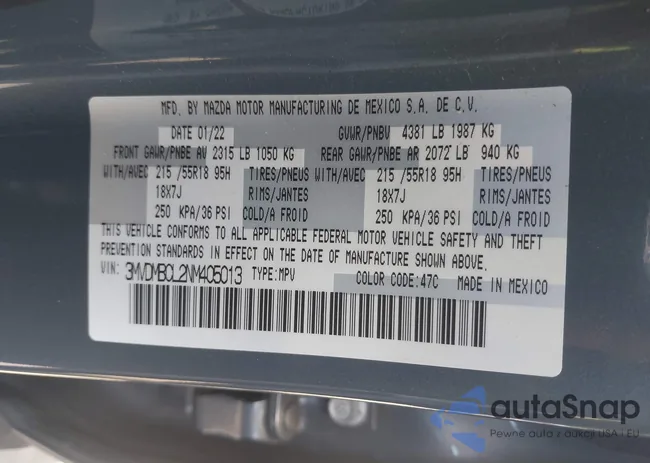 MFD. BY MAZDA MOTOR MANUFACTURING DE MEXICO S.A. DE C.V.
DATE 01/22 GVWR/PNBV 4381 LB 1987 KG
FRONT GAWR/PNBE AV 2315 LB 1050 KG REAR GAWR/PNBE AR 2072 LB 940 KG
WITH/AVEC 215 /55R18 95H TIRES/PNEUS WITH/AVEC 215 /55R18 95H TIRES/PNEUS
18X7J RIMS/JANTES 18X7J RIMS/JANTES
250 KPA/36 PSI COLD/A FROID 250 KPA/36 PSI COLD/A FROID
THIS VEHICLE CONFORMS TO ALL APPLICABLE FEDERAL MOTOR VEHICLE SAFETY AND THEFT
PREVENTION STANDARDS IN EFFECT ON THE DATE OF MANUFACTURE SHOWN ABOVE.
3MVDMBCL2NM405013 TYPE:MPV COLOR CODE:47C MADE IN MEXICO
autaSnap
Pewne auta z aukcji USA i EU